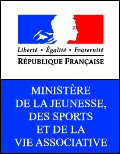 Liberté • Égalité • Fraternité
RÉPUBLIQUE FRANÇAISE
MINISTÈRE
DE LA JEUNESSE,
DES SPORTS
ET DE LA
VIE ASSOCIATIVE